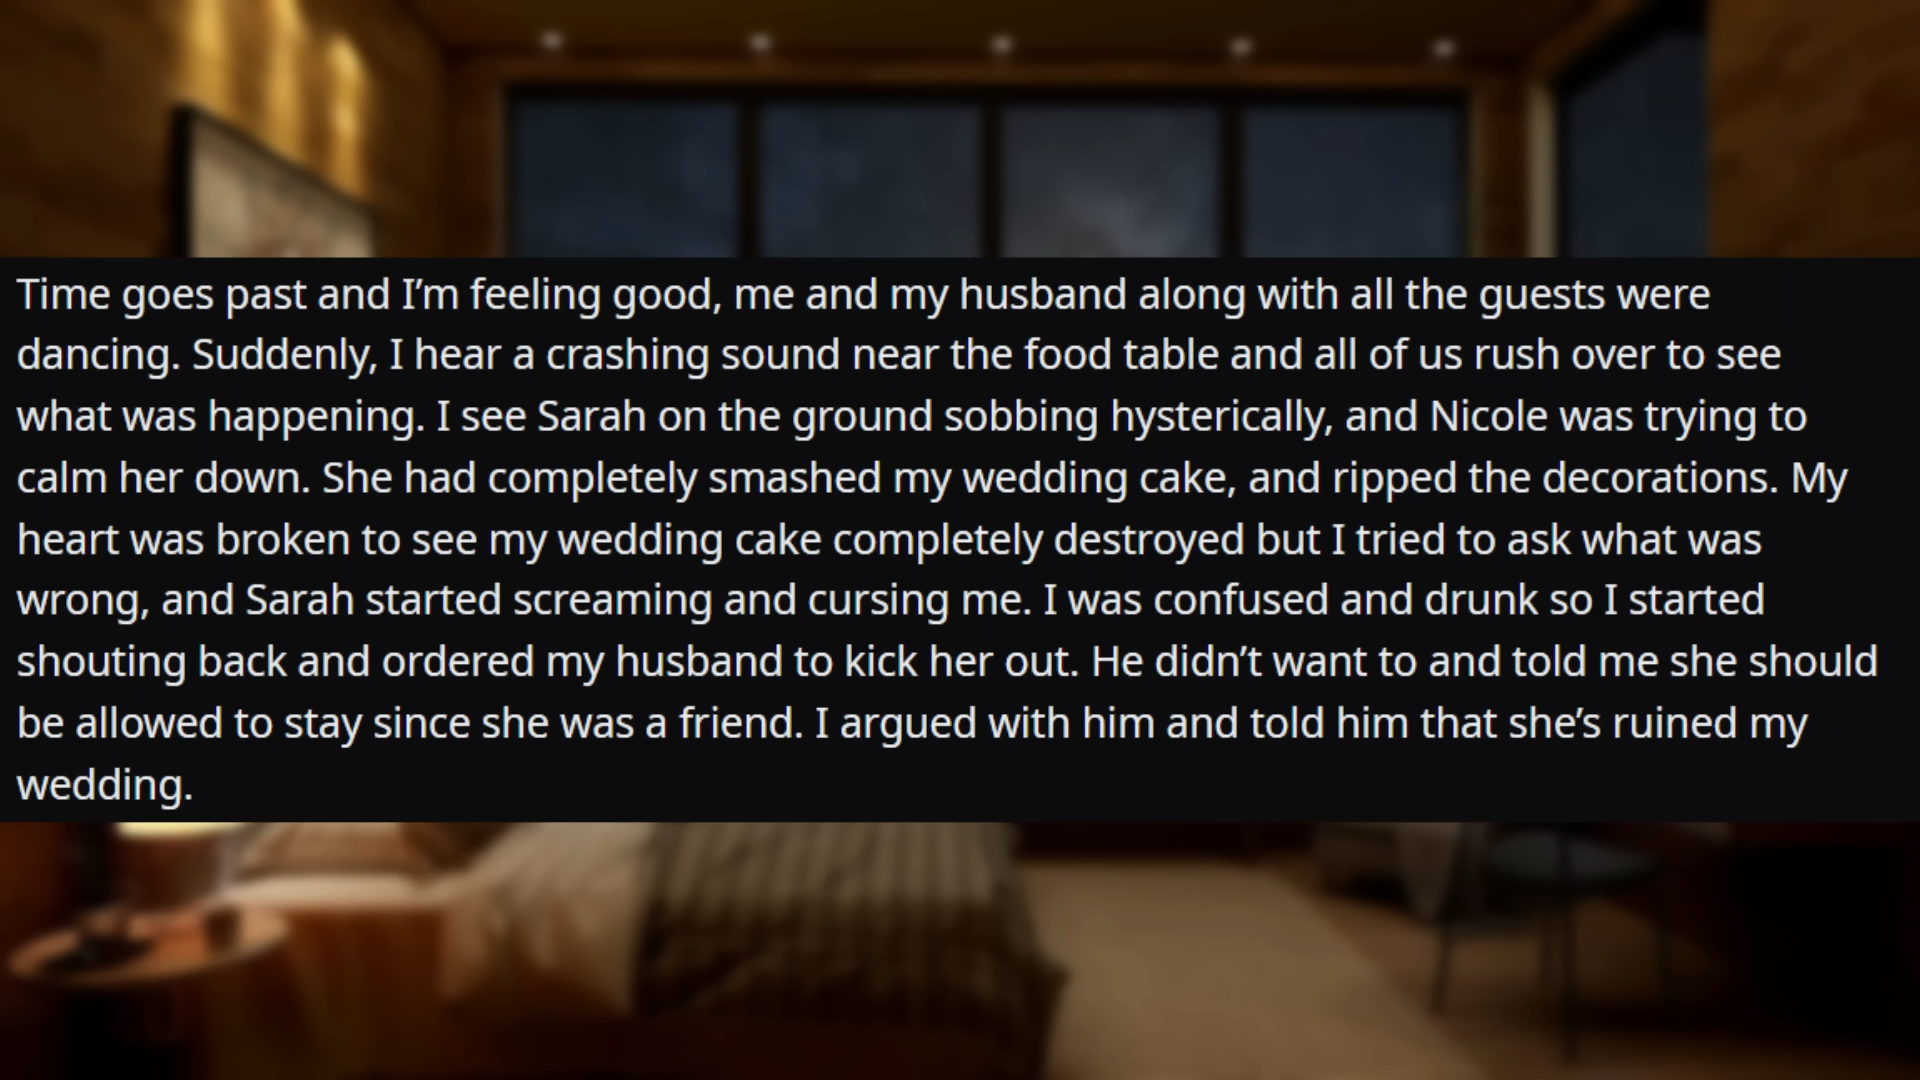 Time goes past and I’m feeling good, me and my husband along with all the guests were
dancing. Suddenly, I hear a crashing sound near the food table and all of us rush over to see
what was happening. I see Sarah on the ground sobbing hysterically, and Nicole was trying to
calm her down. She had completely smashed my wedding cake, and ripped the decorations. My
heart was broken to see my wedding cake completely destroyed but I tried to ask what was
wrong, and Sarah started screaming and cursing me. I was confused and drunk so I started
shouting back and ordered my husband to kick her out. He didn’t want to and told me she should
be allowed to stay since she was a friend. I argued with him and told him that she’s ruined my
wedding.